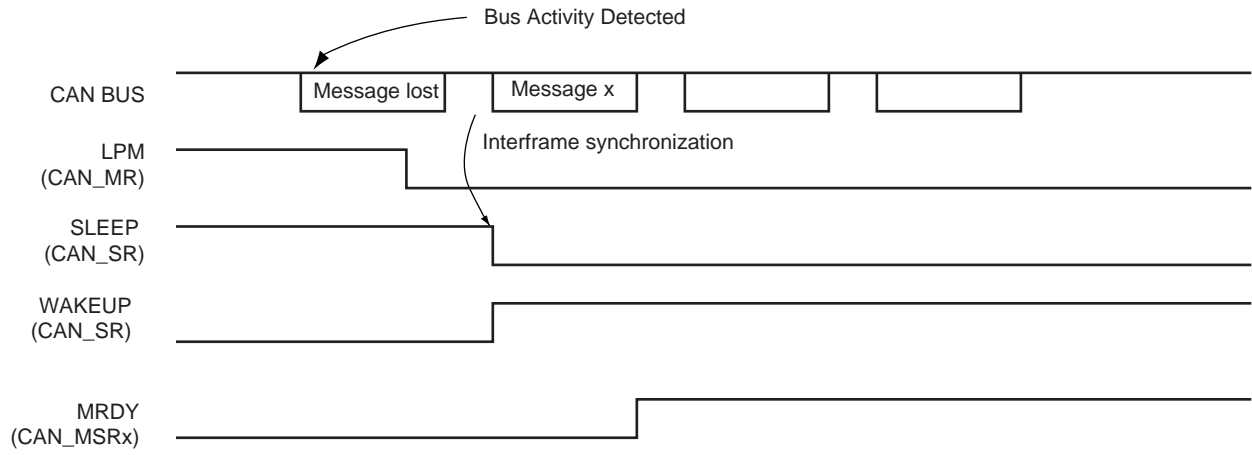 Bus Activity Detected
CAN BUS
Message lost
Message x
Interframe synchronization
LPM
(CAN_MR)
SLEEP
(CAN_SR)
WAKEUP
(CAN_SR)
MRDY
(CAN_MSRx)